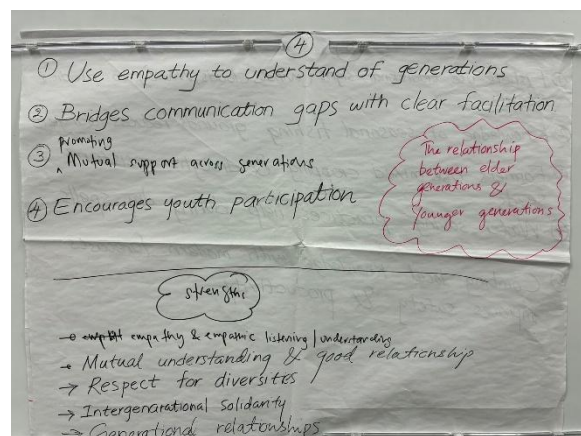 ④
① Use empathy to understand of generations
② Bridges communication gaps with clear facilitation
promoting
③ ^ Mutual support across generations
④ Encourages youth participation
The relationship
between elder
generations &
Younger generations
strengths
empathy & empathic listening / understanding
Mutual understanding & good relationship
→ Respect for diversites
→ Intergenarational solidarity
→ Generational relationships